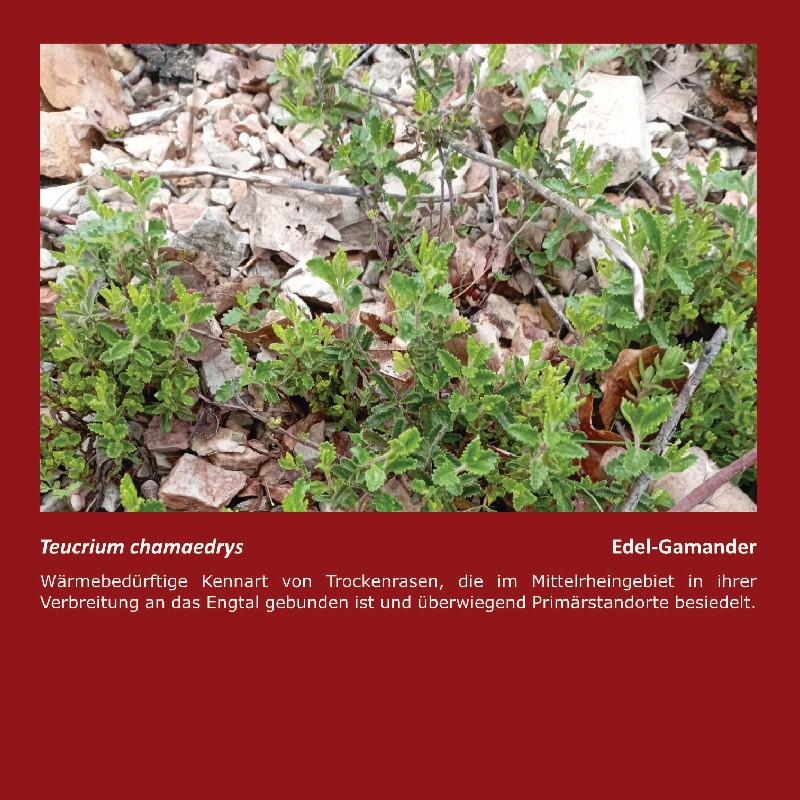 Teucrium chamaedrys Edel-Gamander
Wärmebedürftige Kennart von Trockenrasen, die im Mittelrheingebiet in ihrer
Verbreitung an das Engtal gebunden ist und überwiegend Primärstandorte besiedelt.